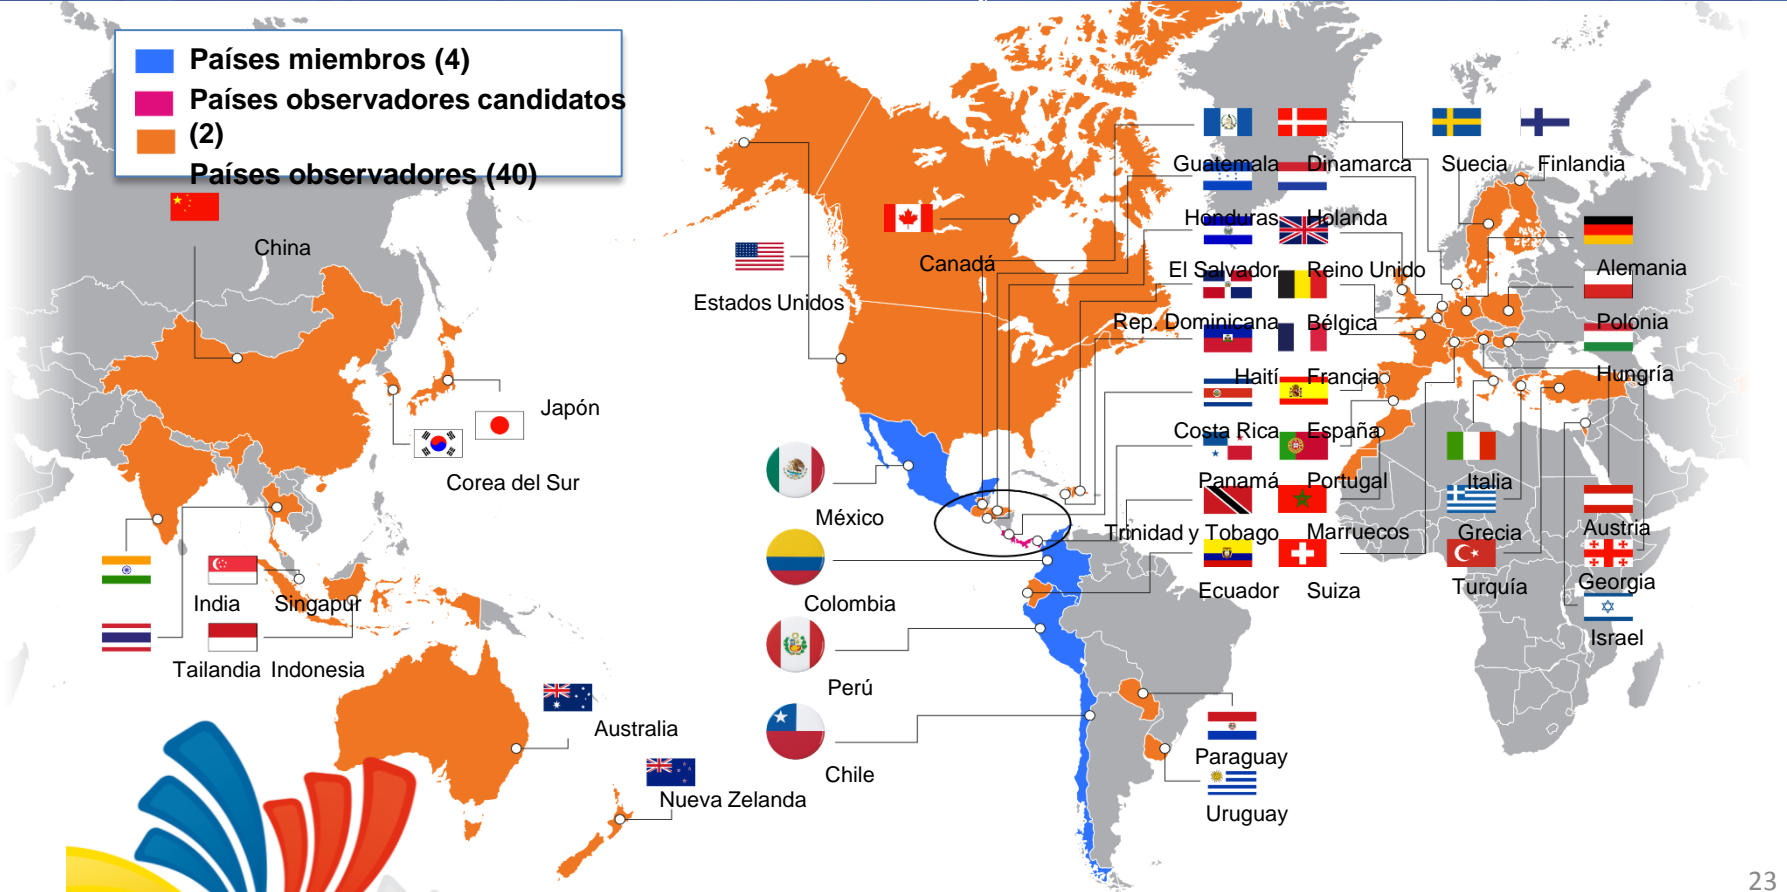 Países miembros (4)
Países observadores candidatos
(2)
Países observadores (40)
China
Japón
Corea del Sur
India
Singapur
Tailandia
Indonesia
Australia
Nueva Zelanda
Estados Unidos
Canadá
México
Colombia
Perú
Chile
Guatemala
Dinamarca
Honduras
Holanda
El Salvador
Reino Unido
Rep. Dominicana
Bélgica
Haití
Francia
Costa Rica
España
Panamá
Portugal
Trinidad y Tobago
Marruecos
Ecuador
Suiza
Paraguay
Uruguay
Suecia
Finlandia
Alemania
Polonia
Hungría
Italia
Grecia
Austria
Turquía
Georgia
Israel
23